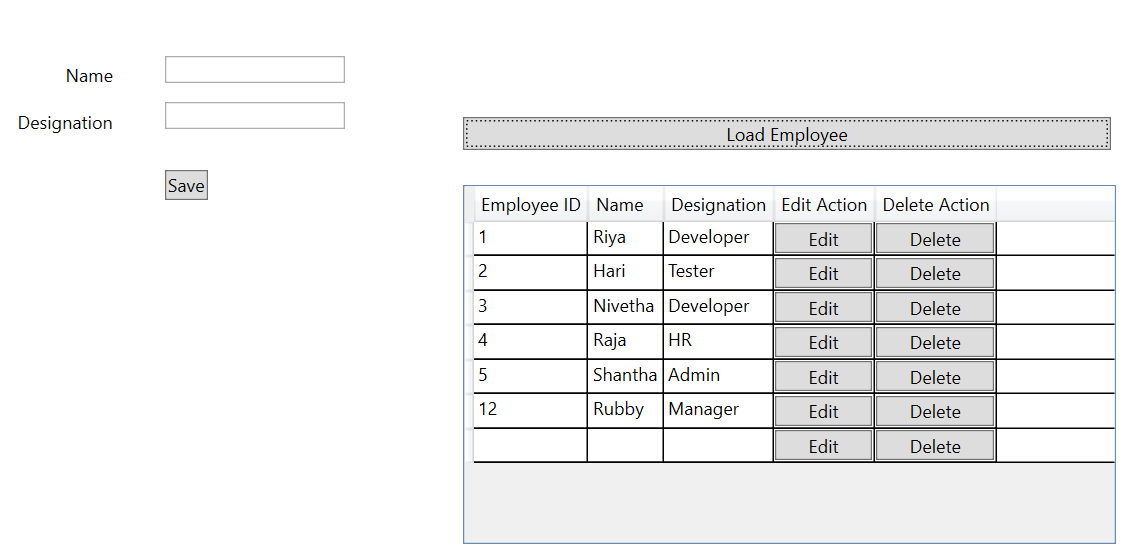 Name
Designation
Save
Load Employee
Employee ID Name Designation Edit Action Delete Action
1 Riya Developer Edit Delete
2 Hari Tester Edit Delete
3 Nivetha Developer Edit Delete
4 Raja HR Edit Delete
5 Shantha Admin Edit Delete
12 Rubby Manager Edit Delete
Edit Delete